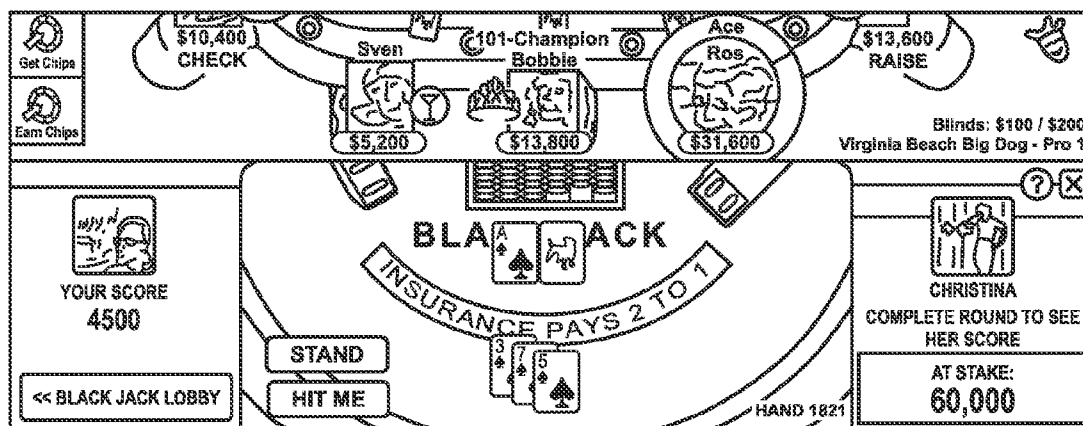 Get Chips
Earn Chips
$10,400
CHECK
Sven
$5,200
101-Champion
Bobbie
$13,800
Ace
Ros
$31,600
$13,600
RAISE
Blinds: $100 / $200
Virginia Beach Big Dog - Pro 1
YOUR SCORE
4500
<< BLACK JACK LOBBY
BLA ACK
A
INSURANCE PAYS 2 TO 1
STAND
HIT ME
3
7
5
HAND 1821
?
X
CHRISTINA
COMPLETE ROUND TO SEE
HER SCORE
AT STAKE:
60,000